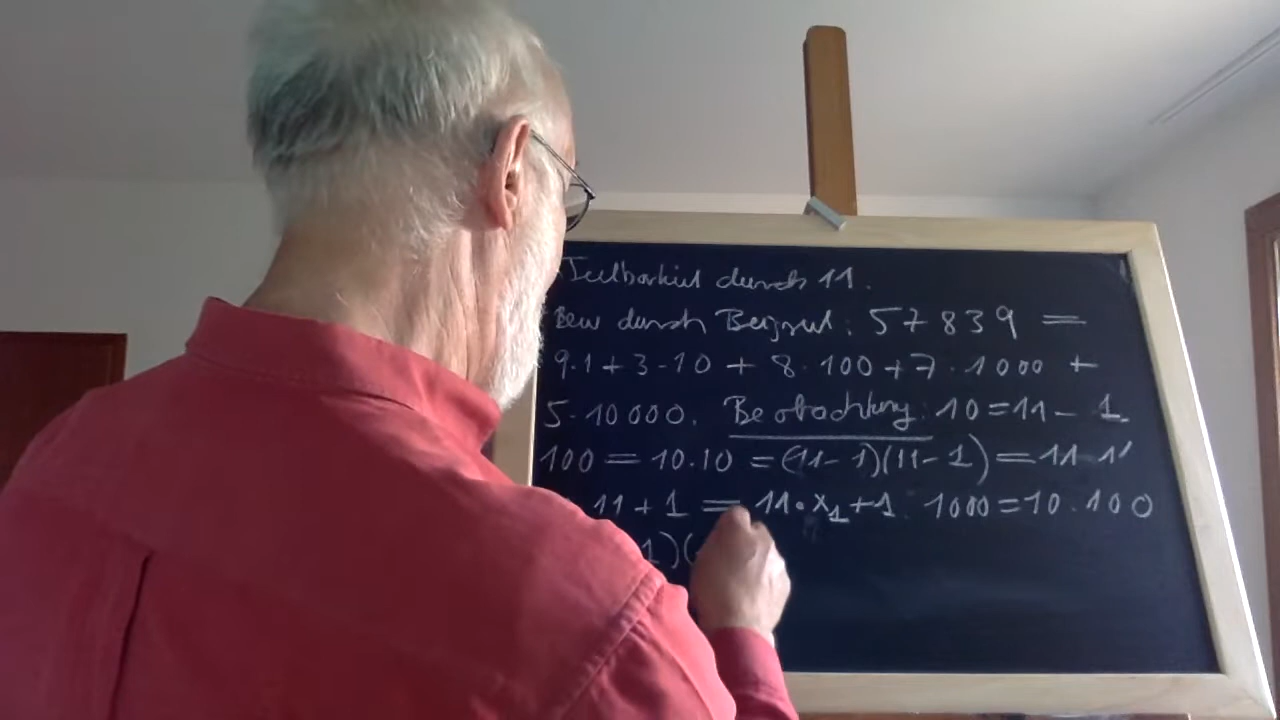 Teilbarkeit durch 11.
Bew durch Beispiel: 57839 =
9·1+3·10 + 8·100+7·1000 +
5·10000. Beobachtung: 10=11-1
100 = 10.10 = (11-1)(11-1) = 11·11
11+1 = 11·x₁+1. 1000=10.100
1)(